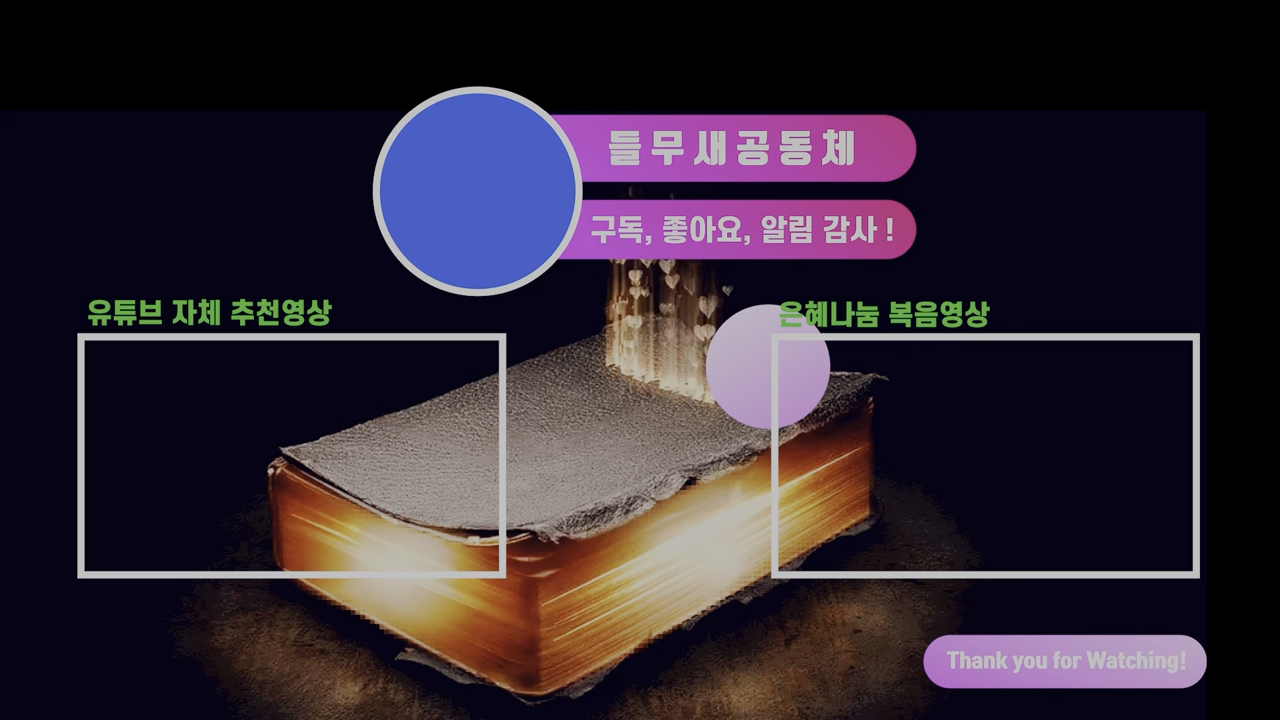 들무새공동체
구독, 좋아요, 알림 감사 !
유튜브 자체 추천영상
은혜나눔 복음영상
Thank you for Watching!